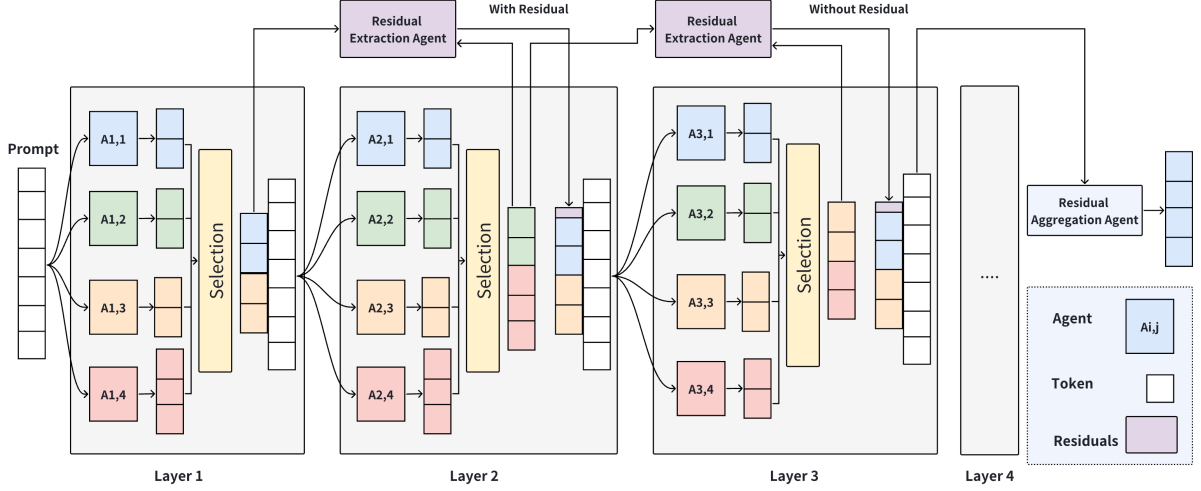 Residual
Extraction Agent
With Residual
Residual
Extraction Agent
Without Residual
Prompt
A1,1
A1,2
A1,3
A1,4
Selection
A2,1
A2,2
A2,3
A2,4
Selection
A3,1
A3,2
A3,3
A3,4
Selection
....
Residual
Aggregation Agent
Agent
Ai,j
Token
Residuals
Layer 1
Layer 2
Layer 3
Layer 4